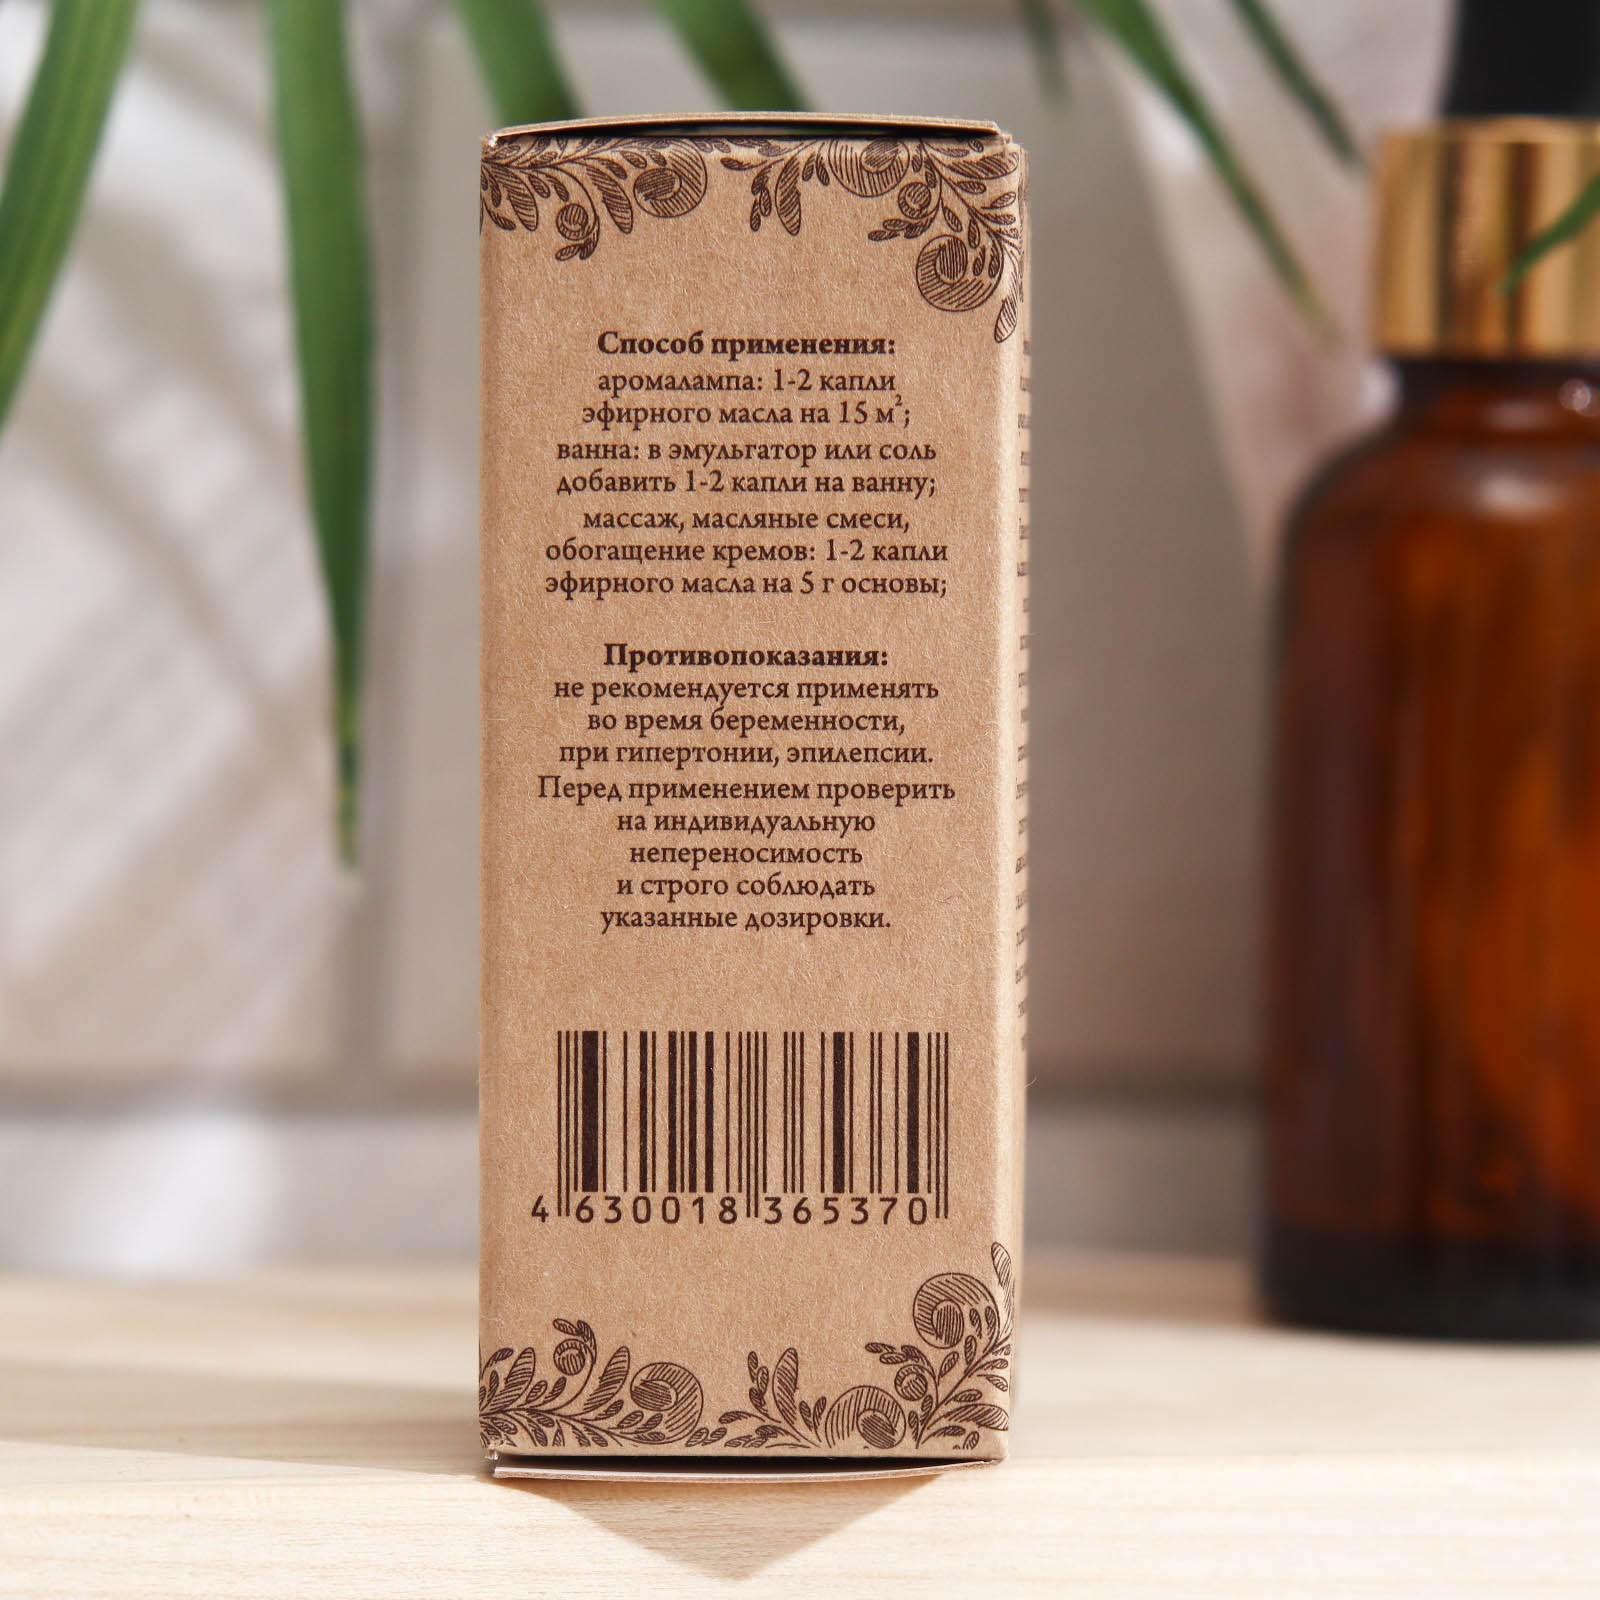 Способ применения:
аромалампа: 1-2 капли
эфирного масла на 15 м²;
ванна: в эмульгатор или соль
добавить 1-2 капли на ванну;
массаж, масляные смеси,
обогащение кремов: 1-2 капли
эфирного масла на 5 г основы;
Противопоказания:
не рекомендуется применять
во время беременности,
при гипертонии, эпилепсии.
Перед применением проверить
на индивидуальную
непереносимость
и строго соблюдать
указанные дозировки.
4 630018 365370